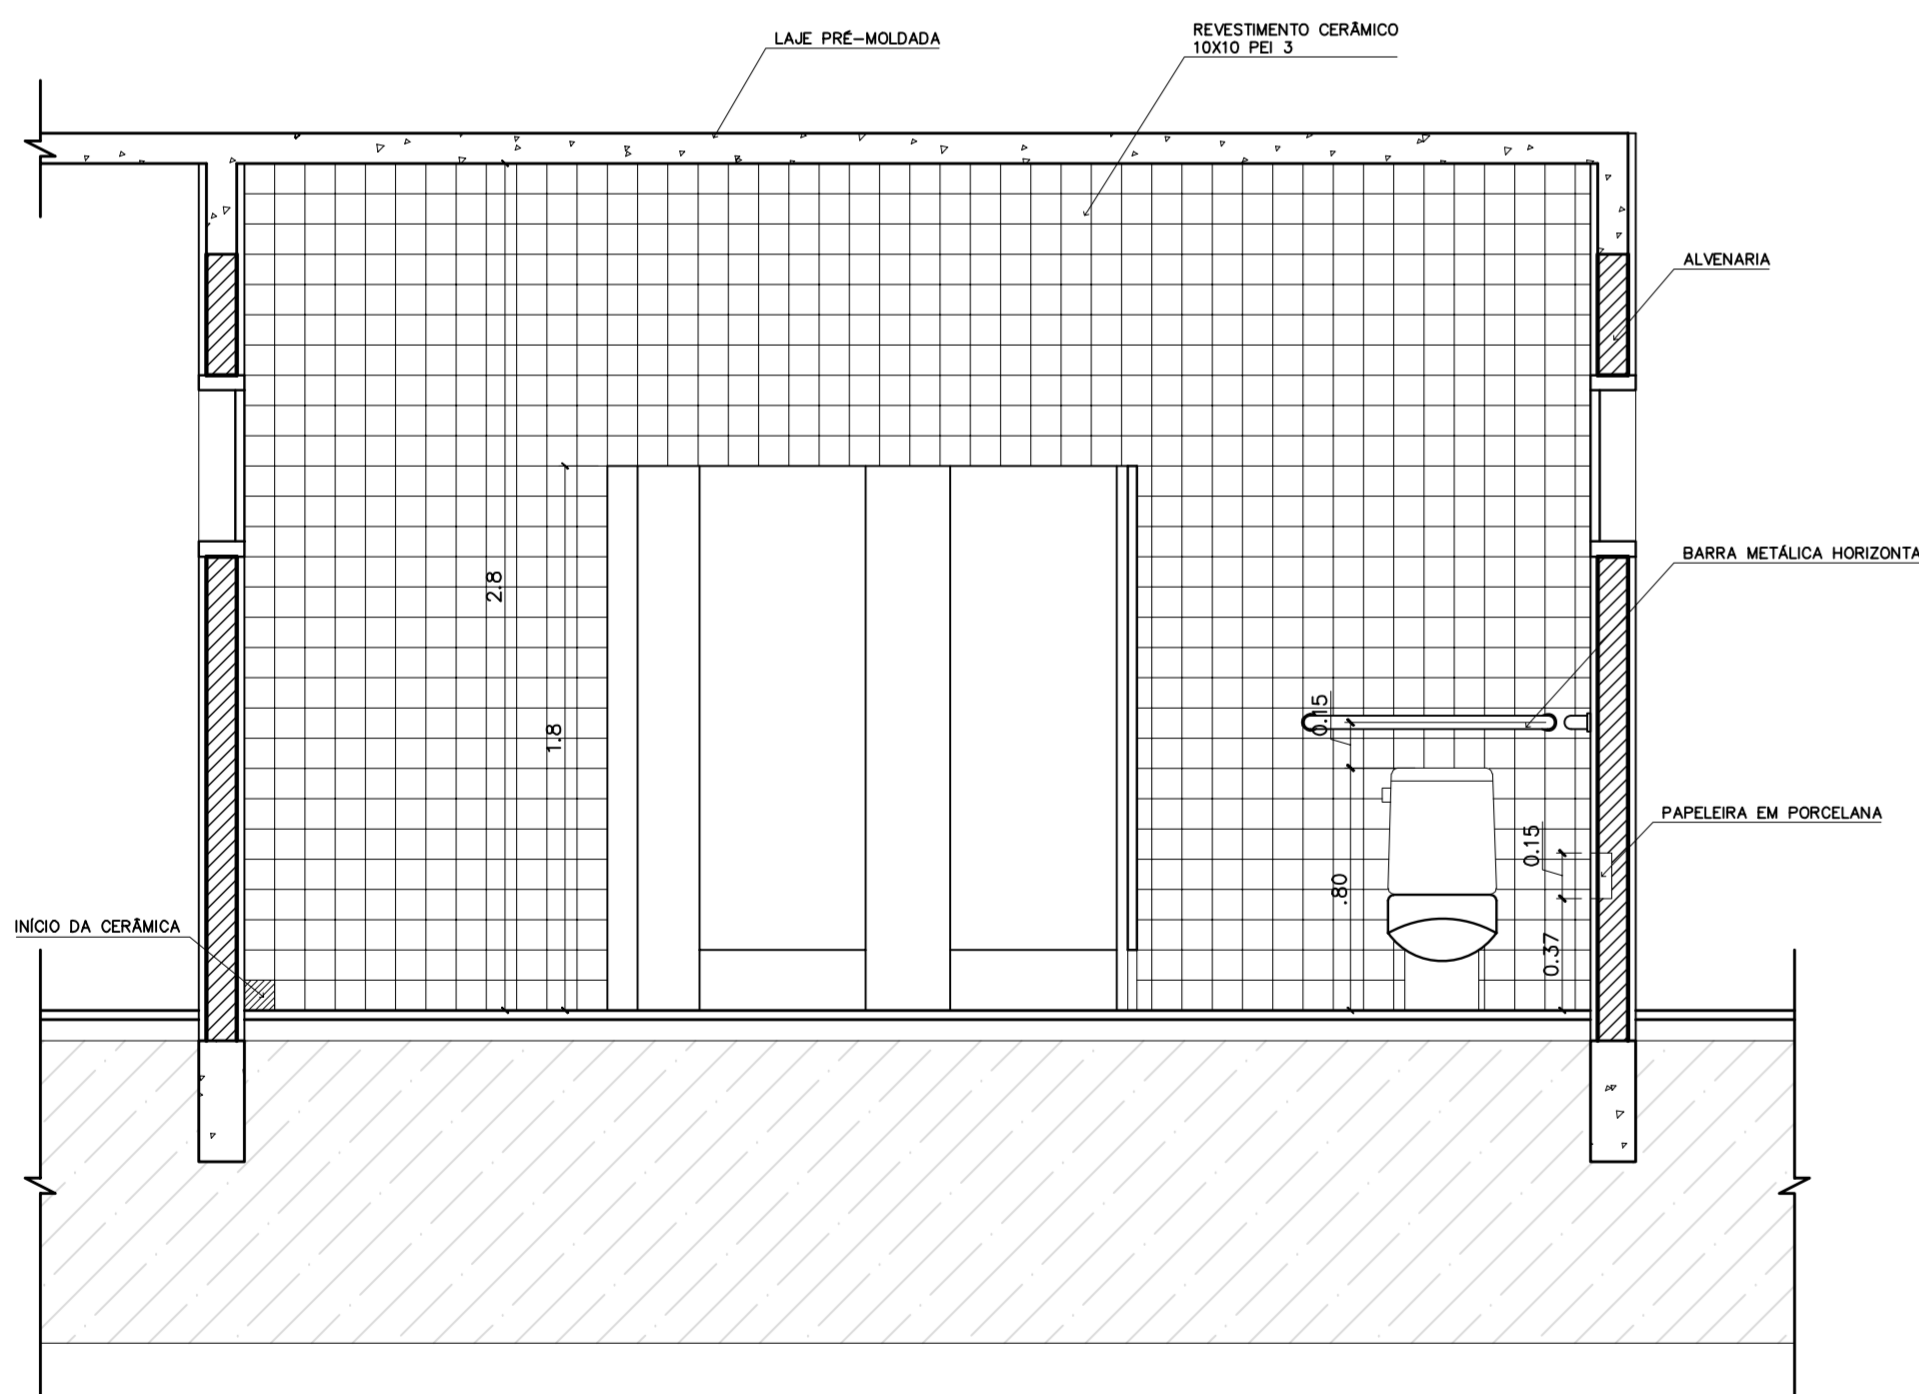 LAJE PRÉ-MOLDADA
REVESTIMENTO CERÂMICO
10X10 PEI 3
ALVENARIA
BARRA METÁLICA HORIZONTA
2.8
1.8
0.15
PAPELEIRA EM PORCELANA
0.15
.80
INÍCIO DA CERÂMICA
0.37